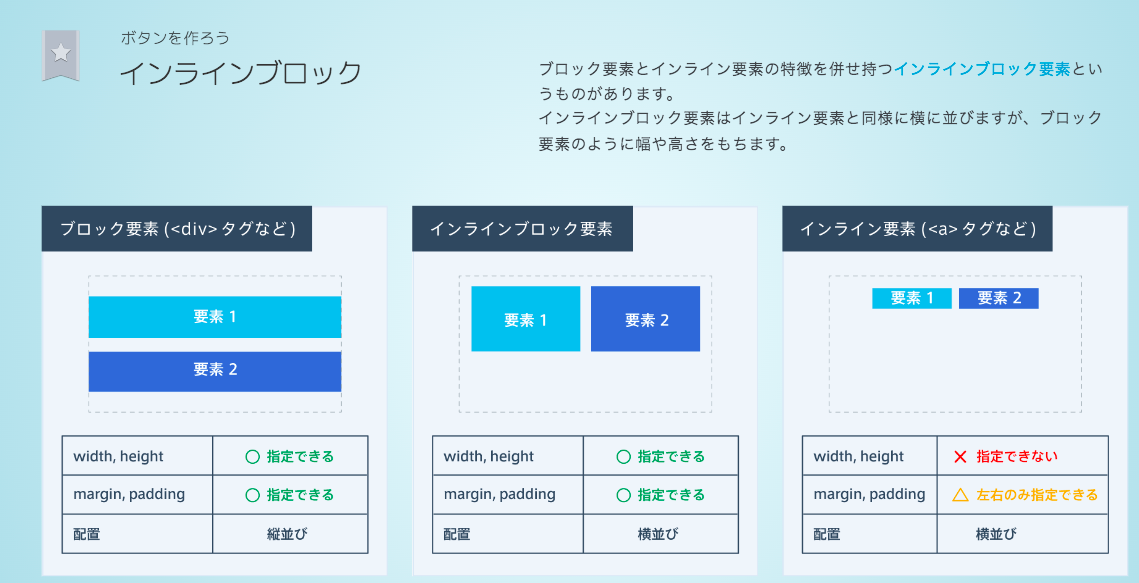 ボタンを作ろう
インラインブロック
ブロック要素とインライン要素の特徴を併せ持つインラインブロック要素とい
うものがあります。
インラインブロック要素はインライン要素と同様に横に並びますが、ブロック
要素のように幅や高さをもちます。
ブロック要素 (<div> タグなど)
要素 1
要素 2
width, height ○ 指定できる
margin, padding ○ 指定できる
配置 縦並び
インラインブロック要素
要素 1 要素 2
width, height ○ 指定できる
margin, padding ○ 指定できる
配置 横並び
インライン要素 (<a> タグなど)
要素 1 要素 2
width, height × 指定できない
margin, padding △ 左右のみ指定できる
配置 横並び